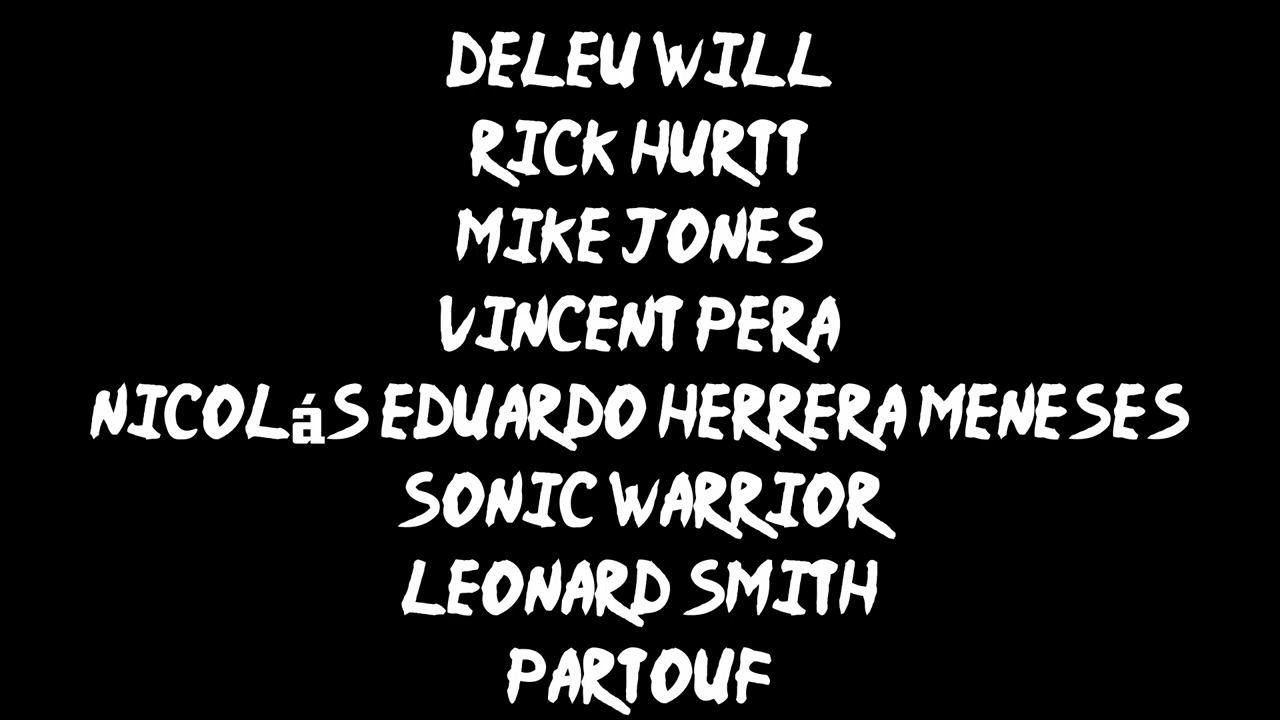 DELEU WILL
RICK HURTT
MIKE JONES
VINCENT PERA
NICOLáS EDUARDO HERRERA MENESES
SONIC WARRIOR
LEONARD SMITH
PARTOUF